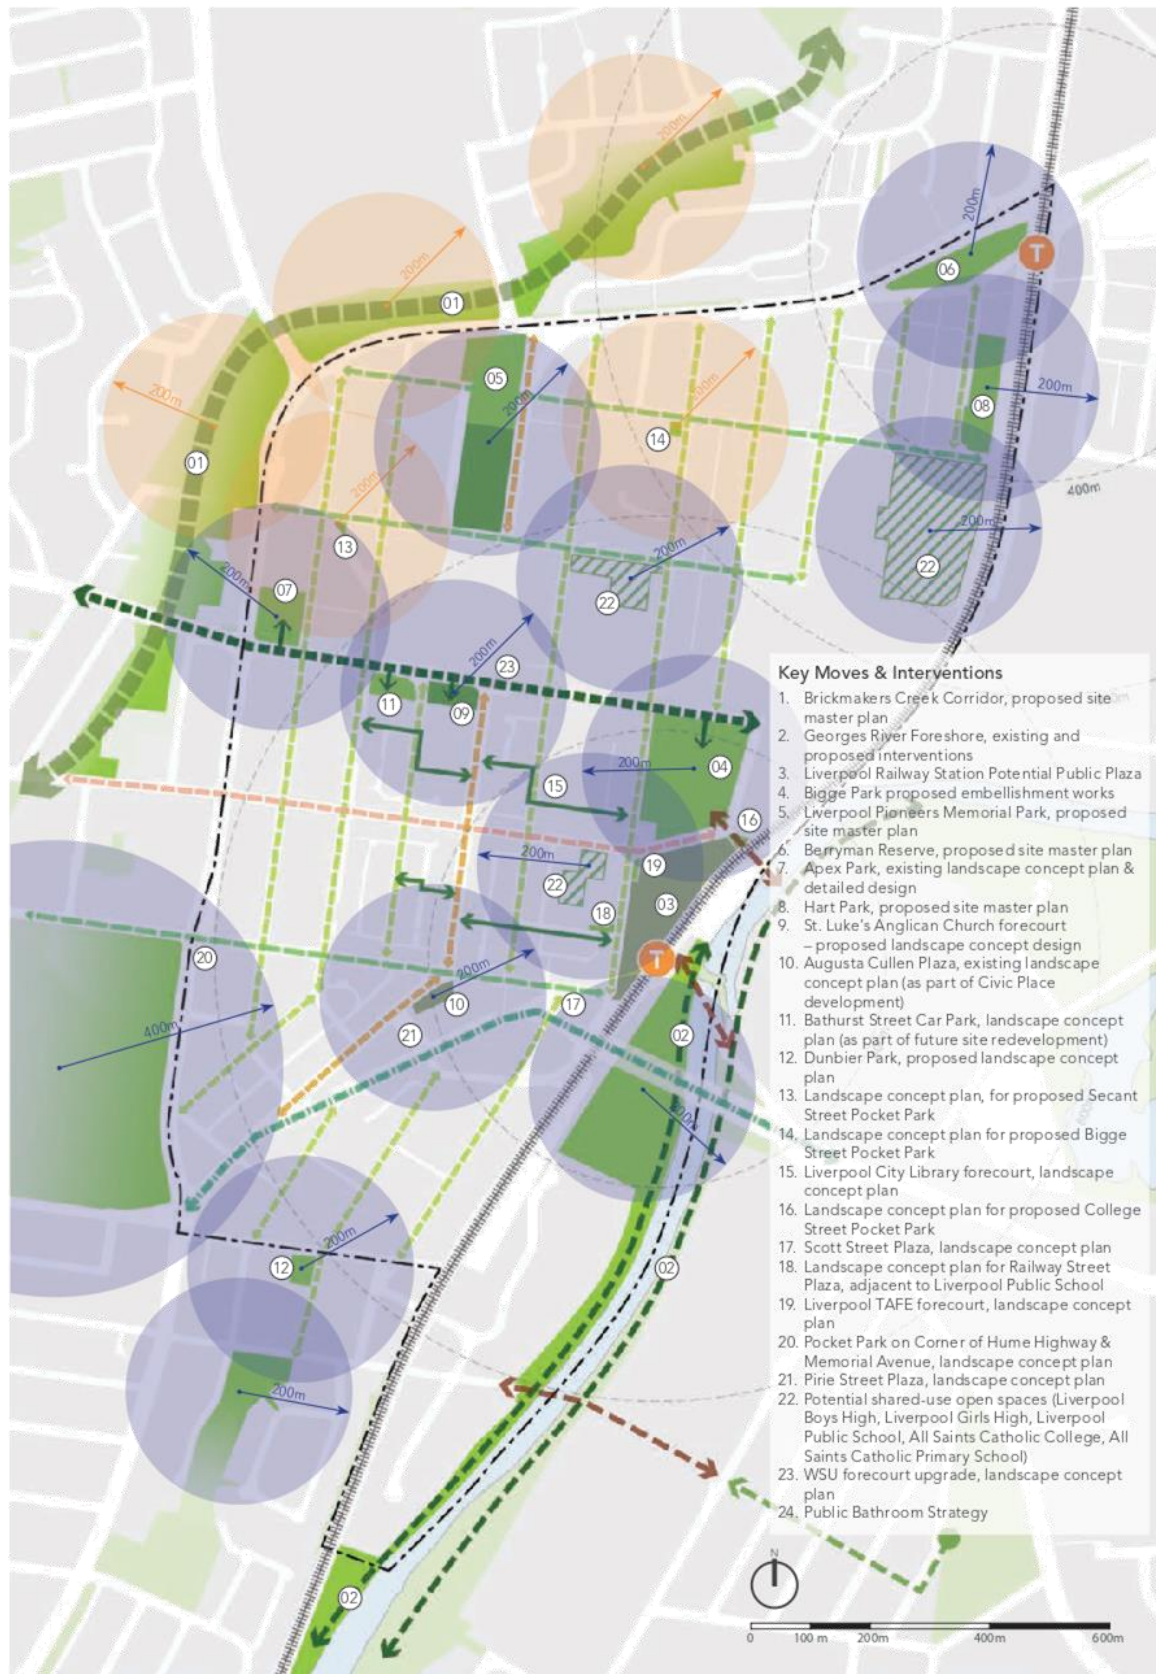 200m
200m
200m
01
06
T
05
200m
200m
200m
200m
14
08
01
400m
200m
13
200m
200m
22
200m
07
22
200m
23
11
09
04
200m
15
16
19
200m
22
03
18
T
20
200m
10
17
400m
21
02
200m
12
02
200m
02
Key Moves & Interventions
1. Brickmakers Creek Corridor, proposed site
master plan
2. Georges River Foreshore, existing and
proposed interventions
3. Liverpool Railway Station Potential Public Plaza
4. Bigge Park proposed embellishment works
5. Liverpool Pioneers Memorial Park, proposed
site master plan
6. Berryman Reserve, proposed site master plan
7. Apex Park, existing landscape concept plan &
detailed design
8. Hart Park, proposed site master plan
9. St. Luke's Anglican Church forecourt
– proposed landscape concept design
10. Augusta Cullen Plaza, existing landscape
concept plan (as part of Civic Place
development)
11. Bathurst Street Car Park, landscape concept
plan (as part of future site redevelopment)
12. Dunbier Park, proposed landscape concept
plan
13. Landscape concept plan, for proposed Secant
Street Pocket Park
14. Landscape concept plan for proposed Bigge
Street Pocket Park
15. Liverpool City Library forecourt, landscape
concept plan
16. Landscape concept plan for proposed College
Street Pocket Park
17. Scott Street Plaza, landscape concept plan
18. Landscape concept plan for Railway Street
Plaza, adjacent to Liverpool Public School
19. Liverpool TAFE forecourt, landscape concept
plan
20. Pocket Park on Corner of Hume Highway &
Memorial Avenue, landscape concept plan
21. Pirie Street Plaza, landscape concept plan
22. Potential shared-use open spaces (Liverpool
Boys High, Liverpool Girls High, Liverpool
Public School, All Saints Catholic College, All
Saints Catholic Primary School)
23. WSU forecourt upgrade, landscape concept
plan
24. Public Bathroom Strategy
N
0 100 m 200m 400m 600m